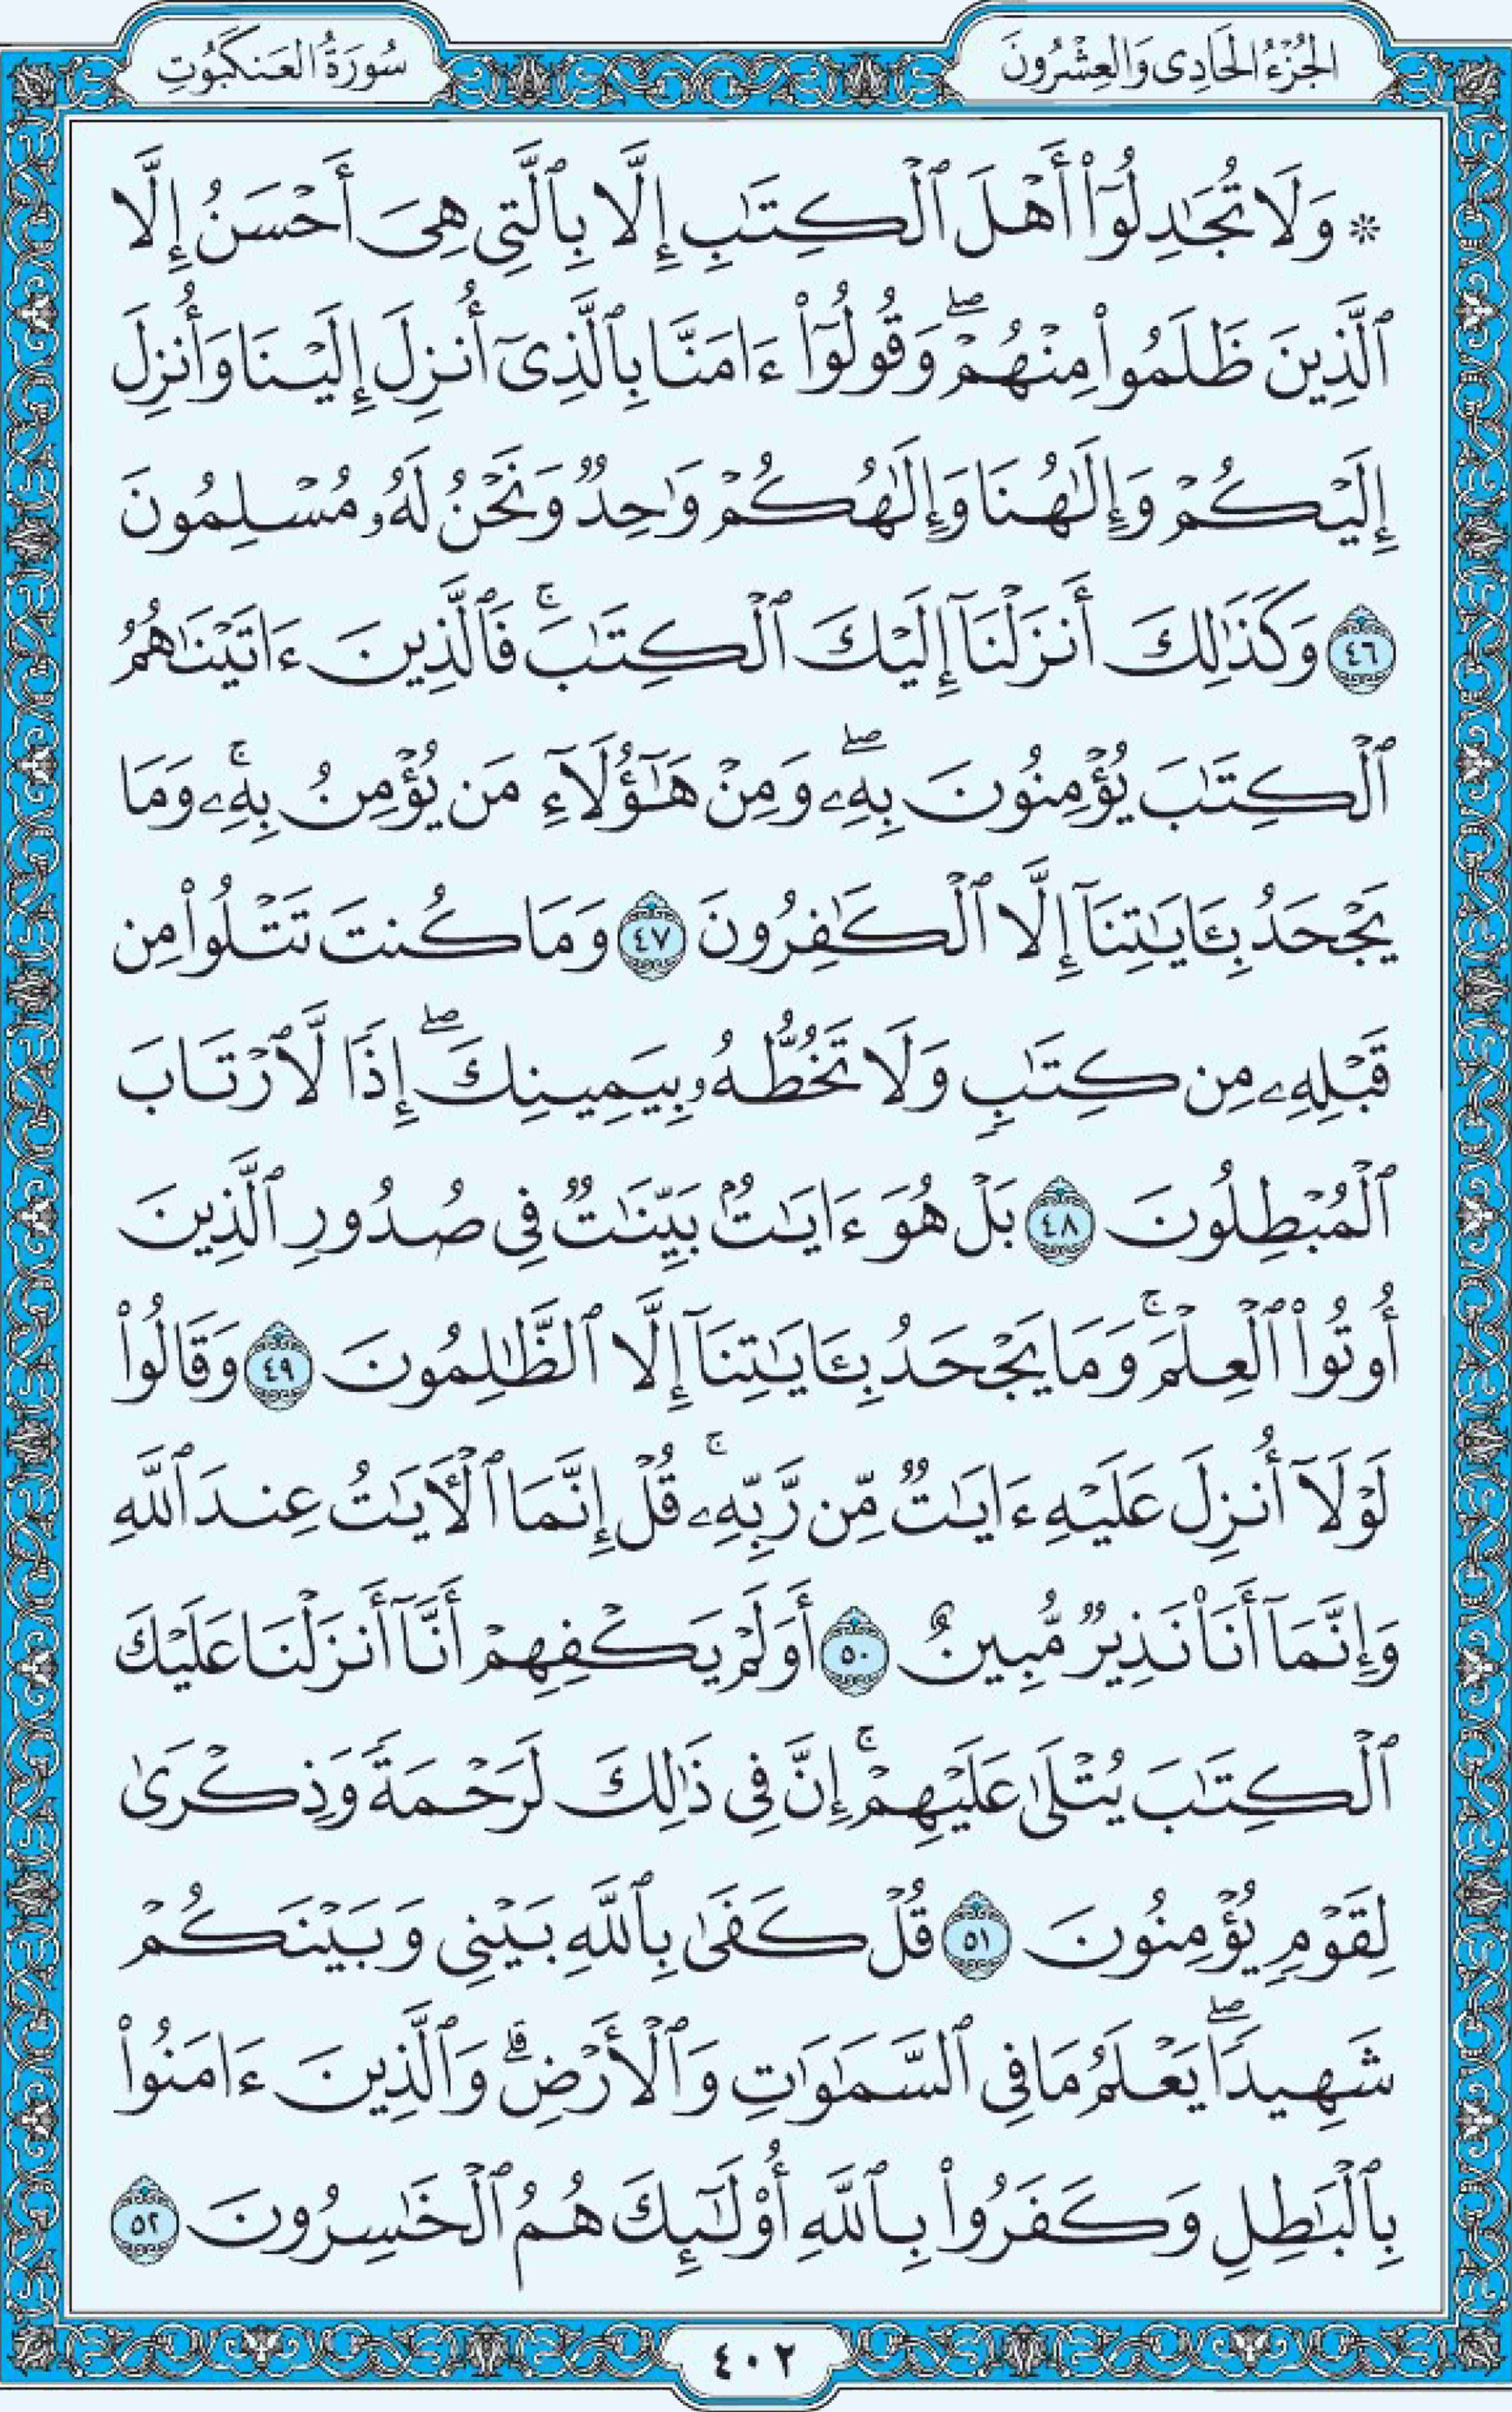 الجُزْءُ الحَادِى وَالعِشْرُونَ
سُورَةُ العَنكَبُوتِ
۞ وَلَا تُجَٰدِلُوٓا۟ أَهْلَ ٱلْكِتَٰبِ إِلَّا بِٱلَّتِى هِىَ أَحْسَنُ إِلَّا
ٱلَّذِينَ ظَلَمُوا۟ مِنْهُمْ ۖ وَقُولُوٓا۟ ءَامَنَّا بِٱلَّذِىٓ أُنزِلَ إِلَيْنَا وَأُنزِلَ
إِلَيْكُمْ وَإِلَٰهُنَا وَإِلَٰهُكُمْ وَٰحِدٌ وَنَحْنُ لَهُۥ مُسْلِمُونَ
٤٦ وَكَذَٰلِكَ أَنزَلْنَآ إِلَيْكَ ٱلْكِتَٰبَ ۚ فَٱلَّذِينَ ءَاتَيْنَٰهُمُ
ٱلْكِتَٰبَ يُؤْمِنُونَ بِهِۦ ۖ وَمِنْ هَٰٓؤُلَآءِ مَن يُؤْمِنُ بِهِۦ ۚ وَمَا
يَجْحَدُ بِـَٔايَٰتِنَآ إِلَّا ٱلْكَٰفِرُونَ ٤٧ وَمَا كُنتَ تَتْلُوا۟ مِن
قَبْلِهِۦ مِن كِتَٰبٍ وَلَا تَخُطُّهُۥ بِيَمِينِكَ ۖ إِذًا لَّٱرْتَابَ
ٱلْمُبْطِلُونَ ٤٨ بَلْ هُوَ ءَايَٰتٌۢ بَيِّنَٰتٌ فِى صُدُورِ ٱلَّذِينَ
أُوتُوا۟ ٱلْعِلْمَ ۚ وَمَا يَجْحَدُ بِـَٔايَٰتِنَآ إِلَّا ٱلظَّٰلِمُونَ ٤٩ وَقَالُوا۟
لَوْلَآ أُنزِلَ عَلَيْهِ ءَايَٰتٌ مِّن رَّبِّهِۦ ۚ قُلْ إِنَّمَا ٱلْـَٔايَٰتُ عِندَ ٱللَّهِ
وَإِنَّمَآ أَنَا۠ نَذِيرٌ مُّبِينٌ ٥٠ أَوَلَمْ يَكْفِهِمْ أَنَّآ أَنزَلْنَا عَلَيْكَ
ٱلْكِتَٰبَ يُتْلَىٰ عَلَيْهِمْ ۚ إِنَّ فِى ذَٰلِكَ لَرَحْمَةً وَذِكْرَىٰ
لِقَوْمٍ يُؤْمِنُونَ ٥١ قُلْ كَفَىٰ بِٱللَّهِ بَيْنِى وَبَيْنَكُمْ
شَهِيدًا ۖ يَعْلَمُ مَا فِى ٱلسَّمَٰوَٰتِ وَٱلْأَرْضِ ۗ وَٱلَّذِينَ ءَامَنُوا۟
بِٱلْبَٰطِلِ وَكَفَرُوا۟ بِٱللَّهِ أُو۟لَٰٓئِكَ هُمُ ٱلْخَٰسِرُونَ ٥٢
٤٠٢